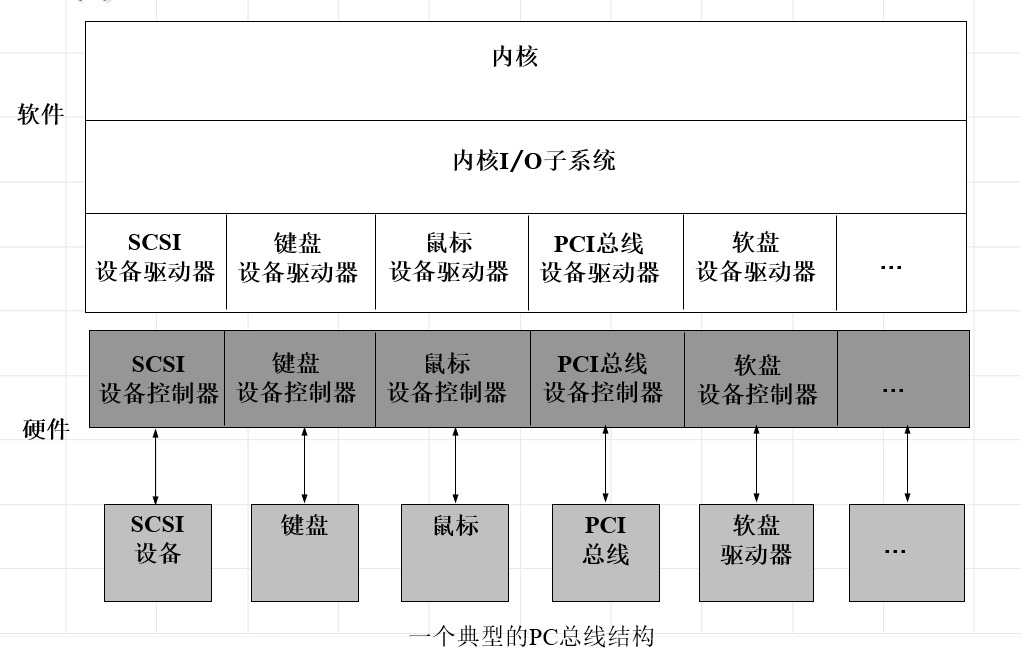 内核
软件
内核I/O子系统
SCSI
设备驱动器
键盘
设备驱动器
鼠标
设备驱动器
PCI总线
设备驱动器
软盘
设备驱动器
…
SCSI
设备控制器
键盘
设备控制器
鼠标
设备控制器
PCI总线
设备控制器
软盘
设备控制器
…
硬件
SCSI
设备
键盘
鼠标
PCI
总线
软盘
驱动器
…
一个典型的PC总线结构